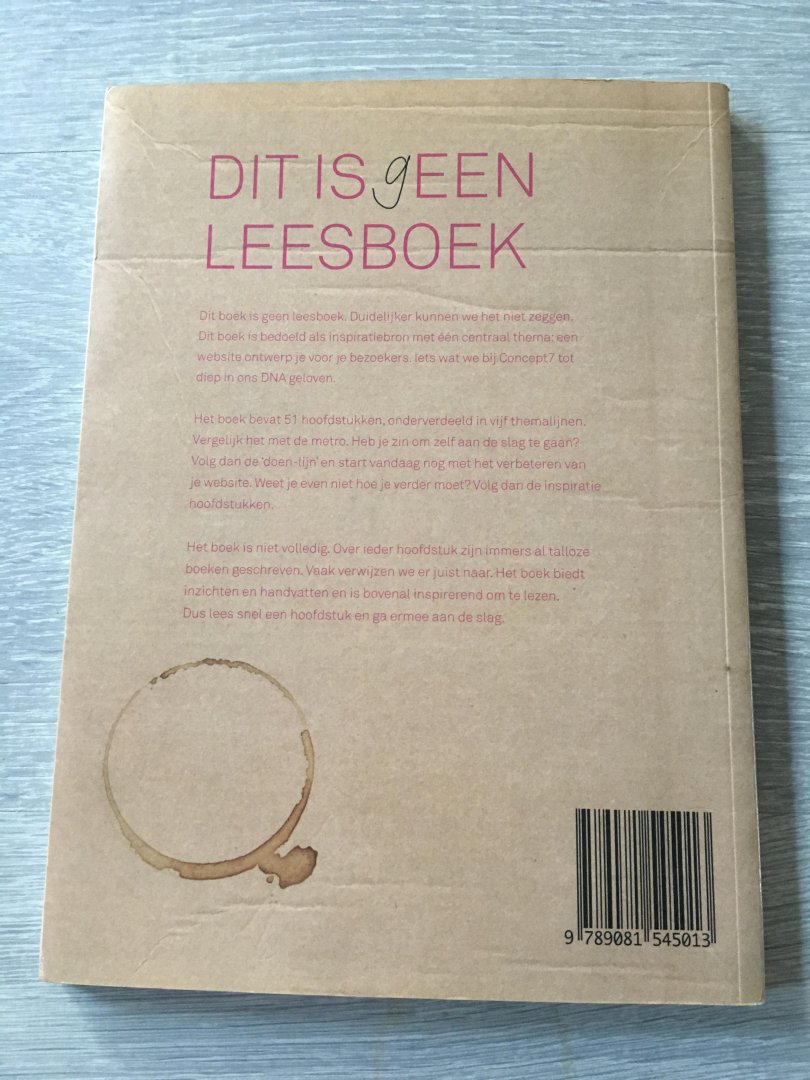 DIT IS gEEN
LEESBOEK
Dit boek is geen leesboek. Duidelijker kunnen we het niet zeggen.
Dit boek is bedoeld als inspiratiebron met één centraal thema: een
website ontwerp je voor je bezoekers. Iets wat we bij Concept7 tot
diep in ons DNA geloven.
Het boek bevat 51 hoofdstukken, onderverdeeld in vijf themalijnen.
Vergelijk het met de metro. Heb je zin om zelf aan de slag te gaan?
Volg dan de 'doen-lijn' en start vandaag nog met het verbeteren van
je website. Weet je even niet hoe je verder moet? Volg dan de inspiratie
hoofdstukken.
Het boek is niet volledig. Over ieder hoofdstuk zijn immers al talloze
boeken geschreven. Vaak verwijzen we er juist naar. Het boek biedt
inzichten en handvatten en is bovenal inspirerend om te lezen.
Dus lees snel een hoofdstuk en ga ermee aan de slag.
9 789081 545013